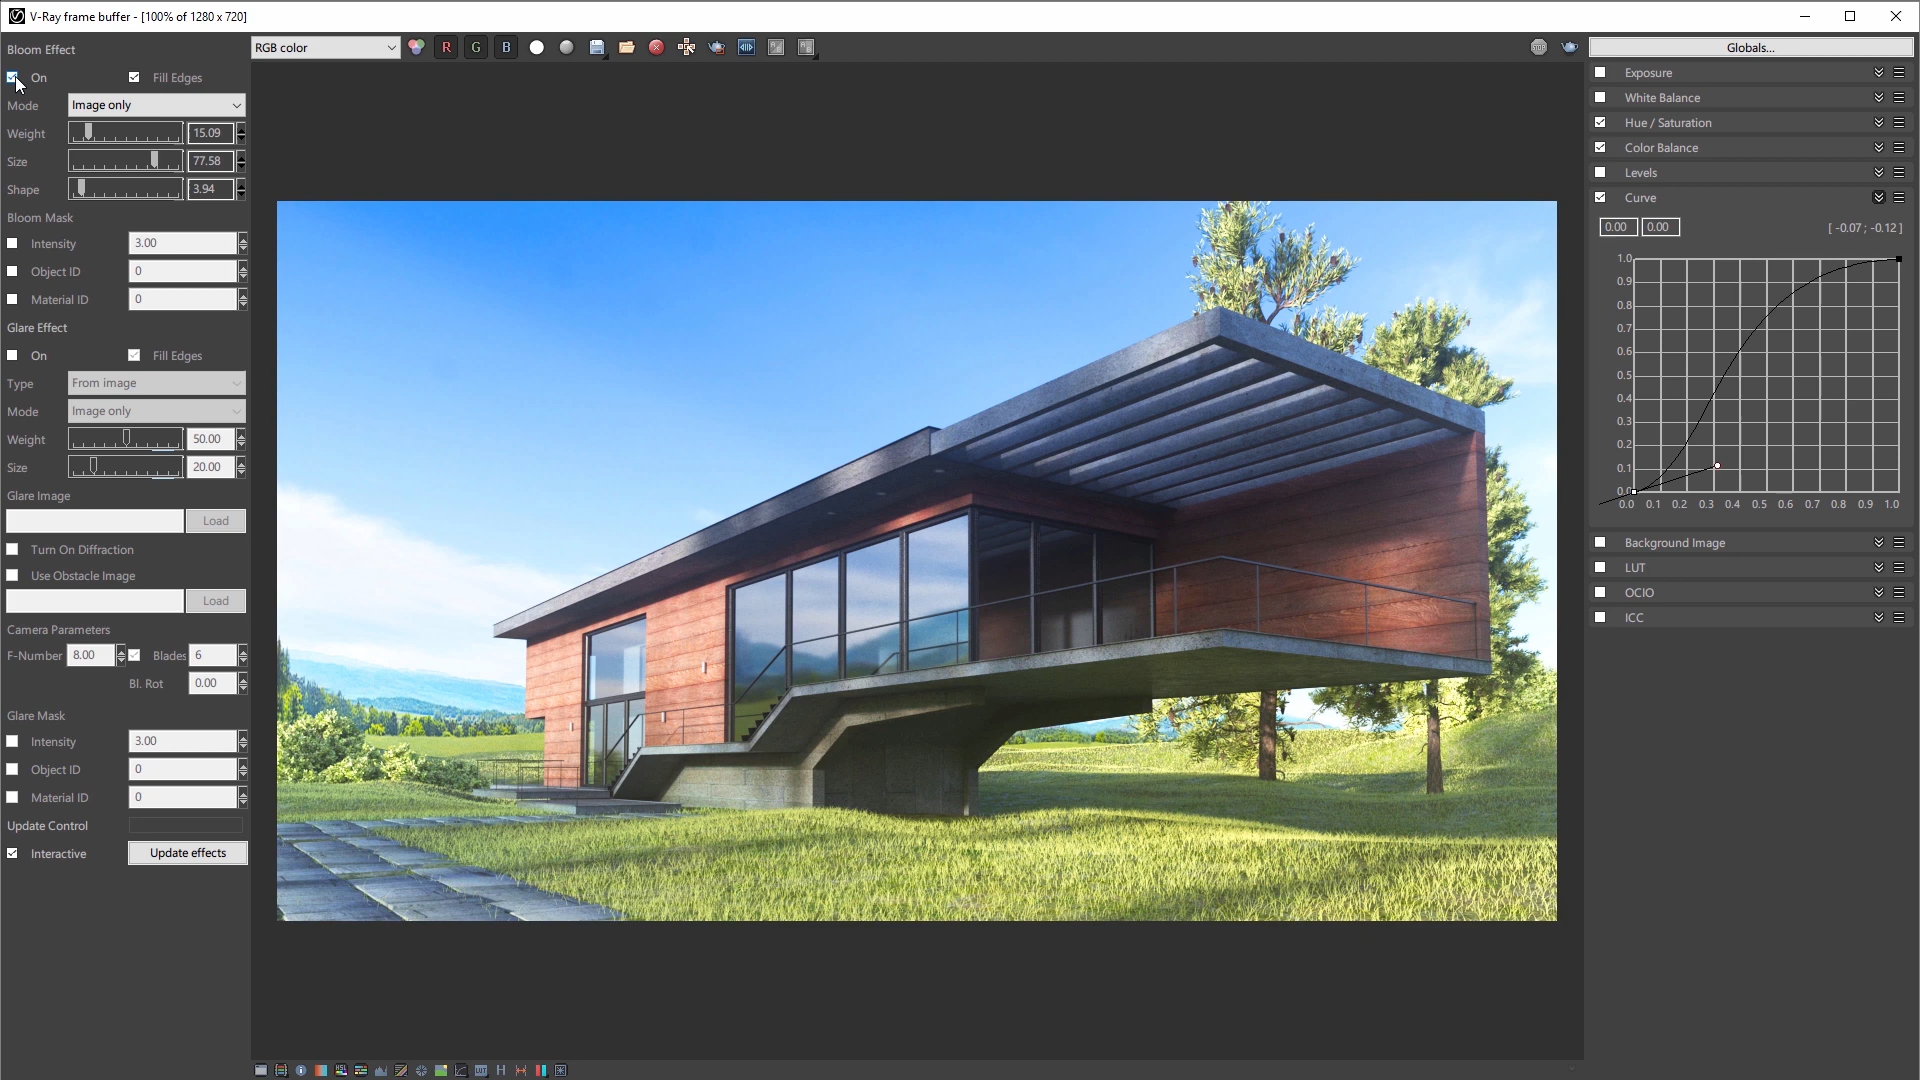 V-Ray frame buffer - [100% of 1280 x 720]
Bloom Effect
On Fill Edges
Mode Image only
Weight 15.09
Size 77.58
Shape 3.94
Bloom Mask
Intensity 3.00
Object ID 0
Material ID 0
Glare Effect
On Fill Edges
Type From image
Mode Image only
Weight 50.00
Size 20.00
Glare Image
Load
Turn On Diffraction
Use Obstacle Image
Load
Camera Parameters
F-Number 8.00 Blades 6
Bl. Rot 0.00
Glare Mask
Intensity 3.00
Object ID 0
Material ID 0
Update Control
Interactive Update effects
RGB color R G B
Globals...
Exposure
White Balance
Hue / Saturation
Color Balance
Levels
Curve
0.00 0.00 [ -0.07 ; -0.12 ]
1.0
0.9
0.8
0.7
0.6
0.5
0.4
0.3
0.2
0.1
0.0
0.0 0.1 0.2 0.3 0.4 0.5 0.6 0.7 0.8 0.9 1.0
Background Image
LUT
OCIO
ICC
H